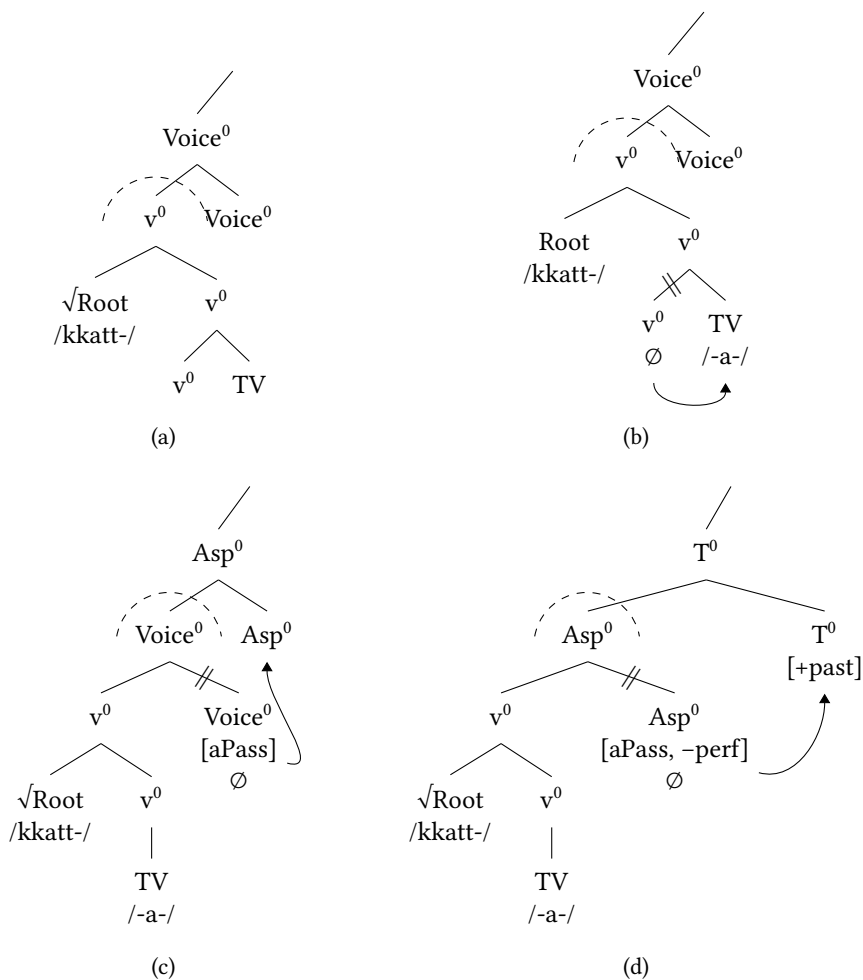 Voice⁰
v⁰ Voice⁰
√Root v⁰
/kkatt-/
v⁰ TV
(a)
Voice⁰
v⁰ Voice⁰
Root v⁰
/kkatt-/
v⁰ TV
∅ /-a-/
(b)
Asp⁰
Voice⁰ Asp⁰
v⁰ Voice⁰
[aPass]
√Root v⁰ ∅
/kkatt-/
TV
/-a-/
(c)
T⁰
Asp⁰ T⁰
[+past]
v⁰ Asp⁰
[aPass, –perf]
√Root v⁰ ∅
/kkatt-/
TV
/-a-/
(d)